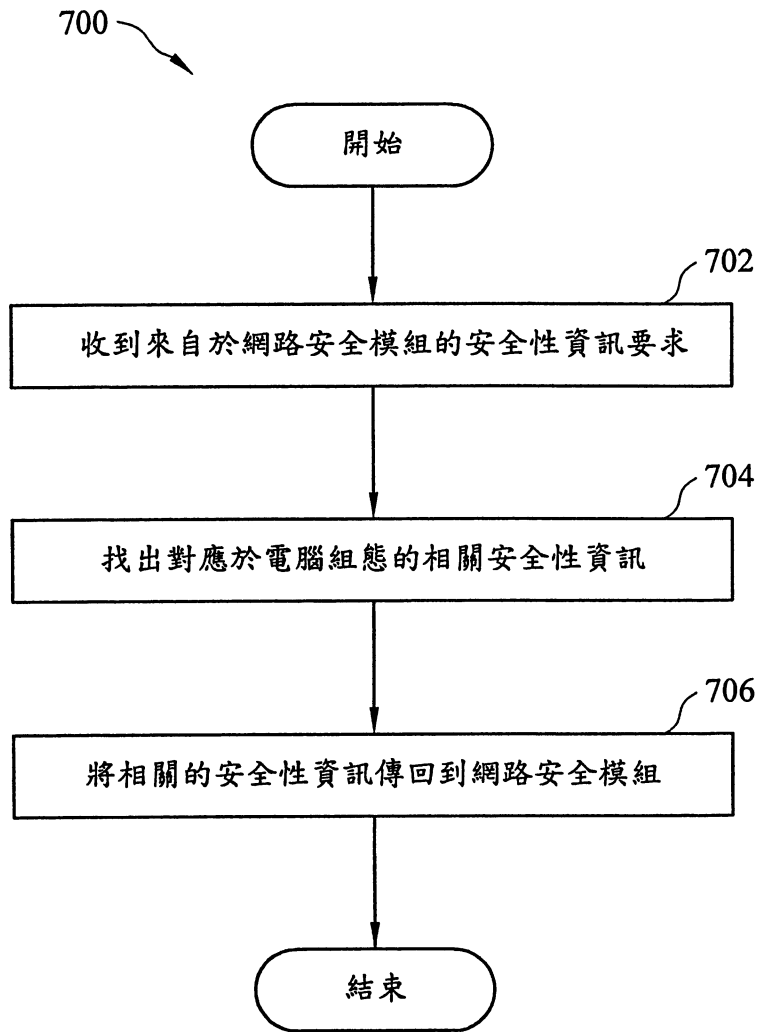 700
開始
702
收到來自於網路安全模組的安全性資訊要求
704
找出對應於電腦組態的相關安全性資訊
706
將相關的安全性資訊傳回到網路安全模組
結束